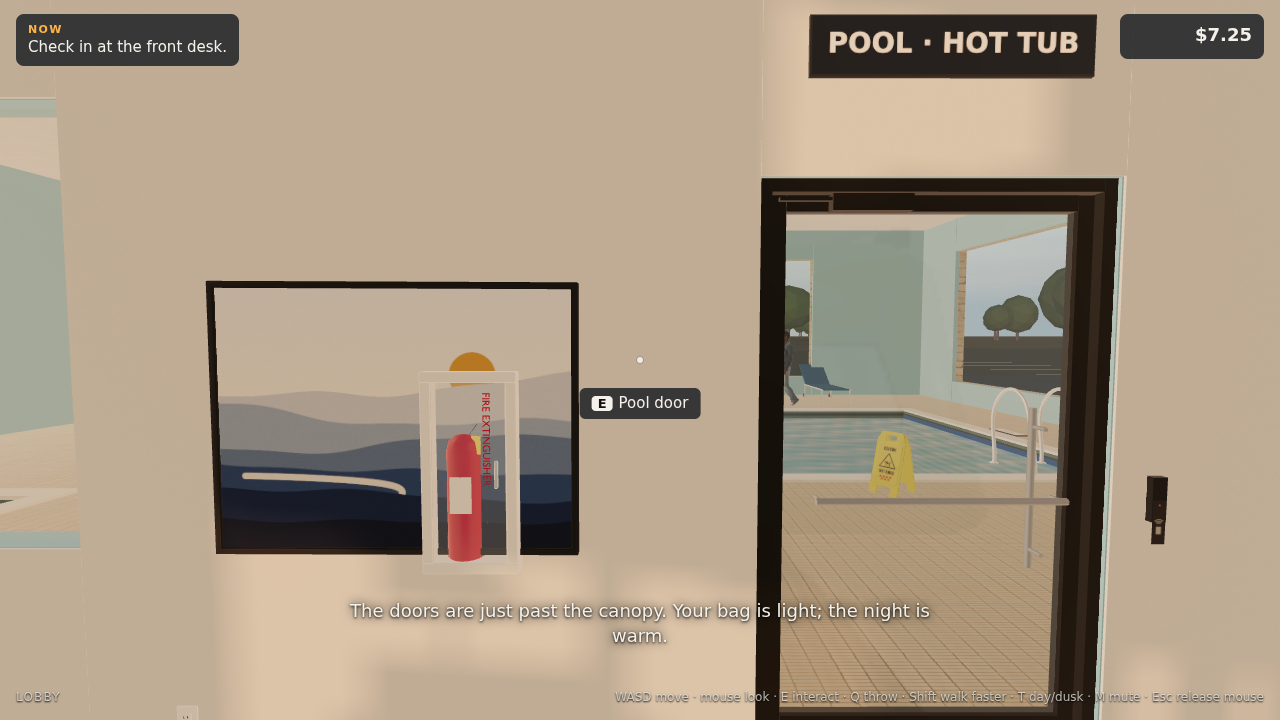 NOW
Check in at the front desk.
POOL · HOT TUB
$7.25
FIRE EXTINGUISHER
E Pool door
The doors are just past the canopy. Your bag is light; the night is
warm.
LOBBY
WASD move · mouse look · E interact · Q throw · Shift walk faster · T day/dusk · M mute · Esc release mouse